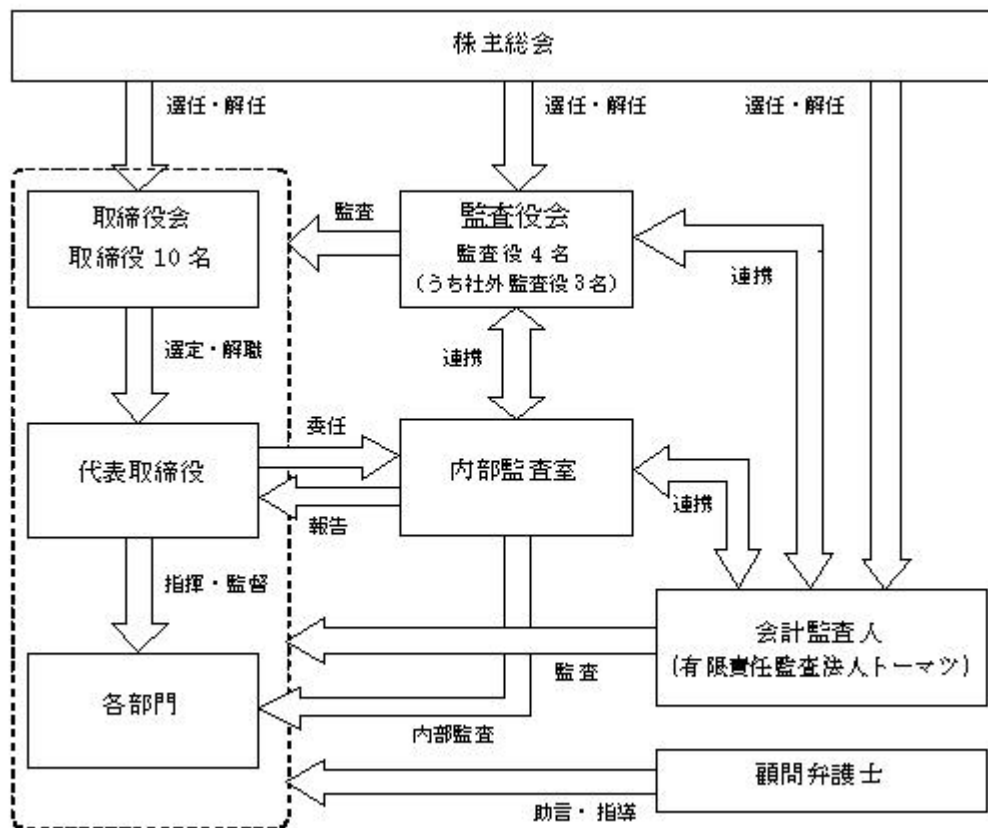 株主総会
選任・解任
選任・解任
選任・解任
取締役会
取締役 10 名
監査
監査役会
監査役 4 名
（うち社外監査役 3 名）
連携
選定・解職
連携
代表取締役
委任
報告
内部監査室
連携
指揮・監督
会計監査人
(有限責任監査法人トーマツ)
監査
各部門
内部監査
顧問弁護士
助言・指導